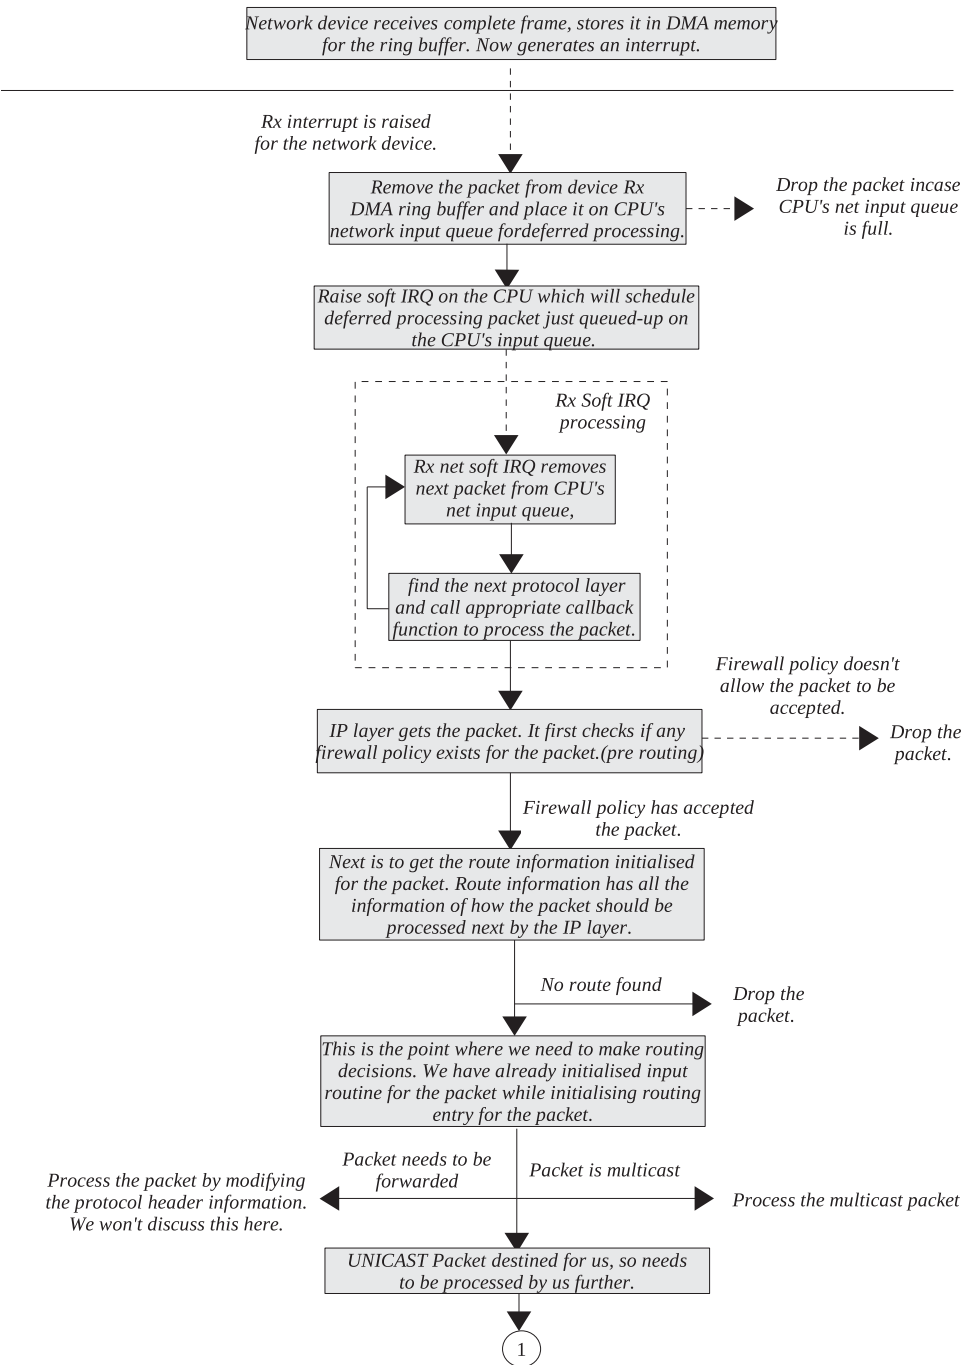 Network device receives complete frame, stores it in DMA memory
for the ring buffer. Now generates an interrupt.
Rx interrupt is raised
for the network device.
Remove the packet from device Rx
DMA ring buffer and place it on CPU's
network input queue fordeferred processing.
Drop the packet incase
CPU's net input queue
is full.
Raise soft IRQ on the CPU which will schedule
deferred processing packet just queued-up on
the CPU's input queue.
Rx Soft IRQ
processing
Rx net soft IRQ removes
next packet from CPU's
net input queue,
find the next protocol layer
and call appropriate callback
function to process the packet.
Firewall policy doesn't
allow the packet to be
accepted.
IP layer gets the packet. It first checks if any
firewall policy exists for the packet.(pre routing)
Drop the
packet.
Firewall policy has accepted
the packet.
Next is to get the route information initialised
for the packet. Route information has all the
information of how the packet should be
processed next by the IP layer.
No route found
Drop the
packet.
This is the point where we need to make routing
decisions. We have already initialised input
routine for the packet while initialising routing
entry for the packet.
Packet needs to be
forwarded
Packet is multicast
Process the packet by modifying
the protocol header information.
We won't discuss this here.
Process the multicast packet
UNICAST Packet destined for us, so needs
to be processed by us further.
1